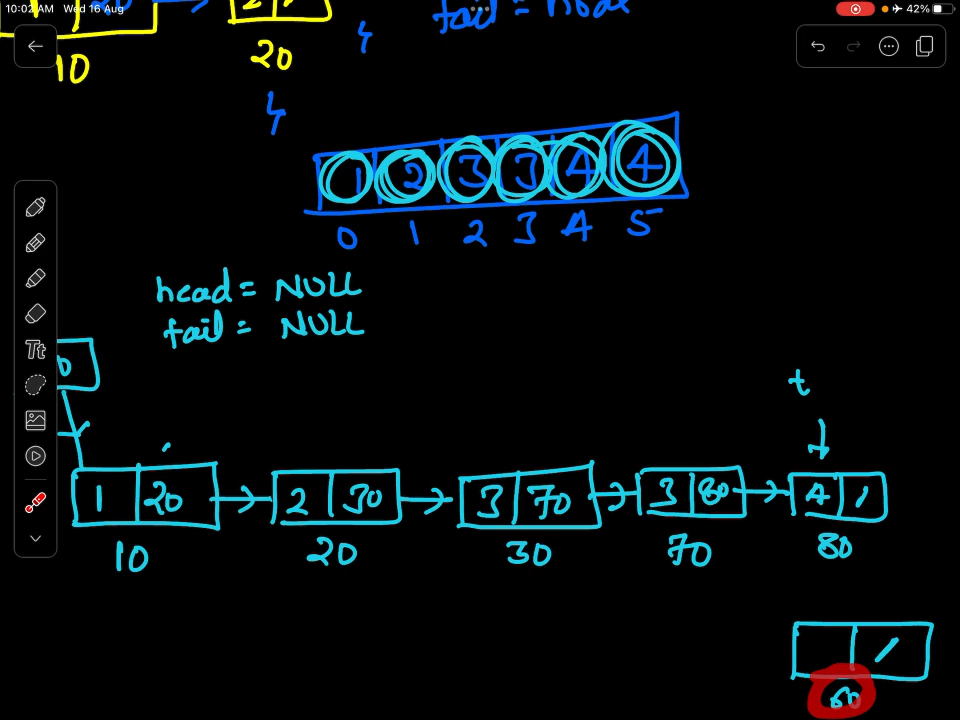 10:02 AM Wed 16 Aug
42%
10
20
1 2 3 3 4 4
0 1 2 3 4 5
head = NULL
tail = NULL
t
1 20 2 30 3 70 3 80 4
10 20 30 70 80
Tt